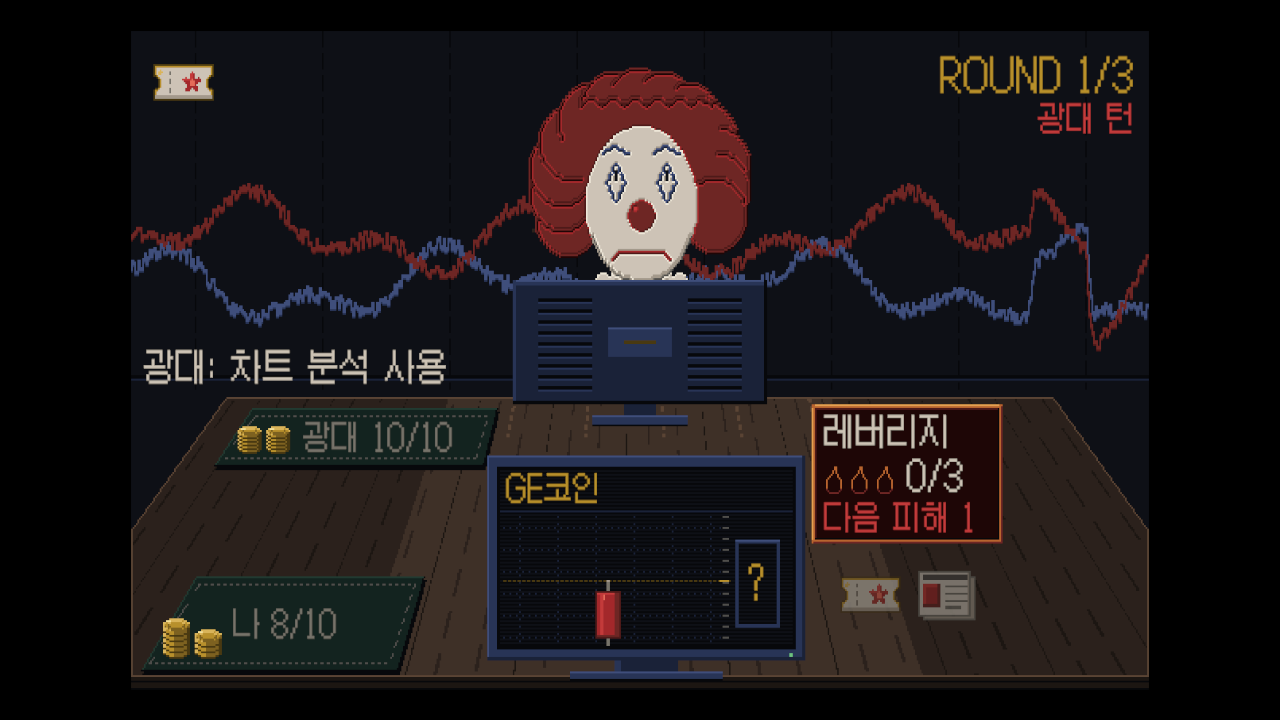 ROUND 1/3
광대 턴
광대: 차트 분석 사용
광대 10/10
레버리지
0/3
다음 피해 1
GE코인
?
나 8/10